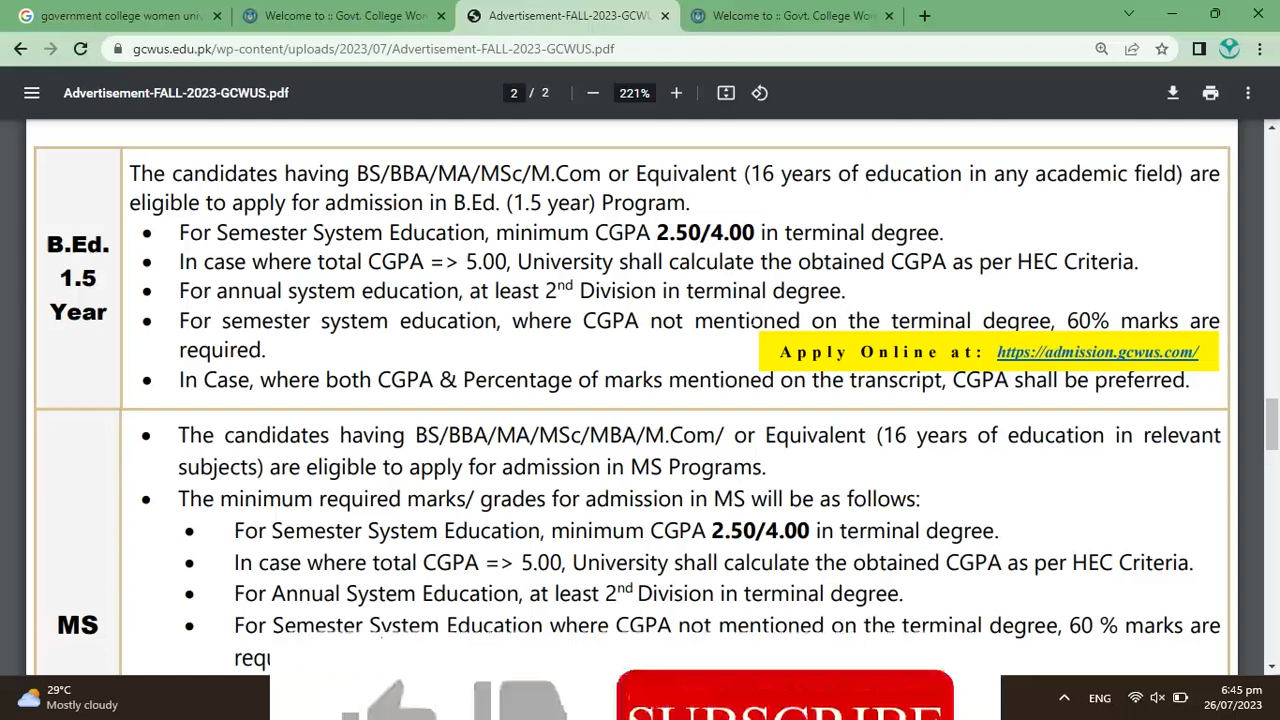 government college women univ
Welcome to :: Govt. College Wom
Advertisement-FALL-2023-GCWU
Welcome to :: Govt. College Wom
gcwus.edu.pk/wp-content/uploads/2023/07/Advertisement-FALL-2023-GCWUS.pdf
Advertisement-FALL-2023-GCWUS.pdf
2 / 2
221%
B.Ed.
1.5
Year
The candidates having BS/BBA/MA/MSc/M.Com or Equivalent (16 years of education in any academic field) are
eligible to apply for admission in B.Ed. (1.5 year) Program.
• For Semester System Education, minimum CGPA 2.50/4.00 in terminal degree.
• In case where total CGPA => 5.00, University shall calculate the obtained CGPA as per HEC Criteria.
• For annual system education, at least 2nd Division in terminal degree.
• For semester system education, where CGPA not mentioned on the terminal degree, 60% marks are
required.
Apply Online at: https://admission.gcwus.com/
• In Case, where both CGPA & Percentage of marks mentioned on the transcript, CGPA shall be preferred.
MS
• The candidates having BS/BBA/MA/MSc/MBA/M.Com/ or Equivalent (16 years of education in relevant
subjects) are eligible to apply for admission in MS Programs.
• The minimum required marks/ grades for admission in MS will be as follows:
• For Semester System Education, minimum CGPA 2.50/4.00 in terminal degree.
• In case where total CGPA => 5.00, University shall calculate the obtained CGPA as per HEC Criteria.
• For Annual System Education, at least 2nd Division in terminal degree.
• For Semester System Education where CGPA not mentioned on the terminal degree, 60 % marks are
SUBSCRIBE
29°C
Mostly cloudy
ENG
6:45 pm
26/07/2023